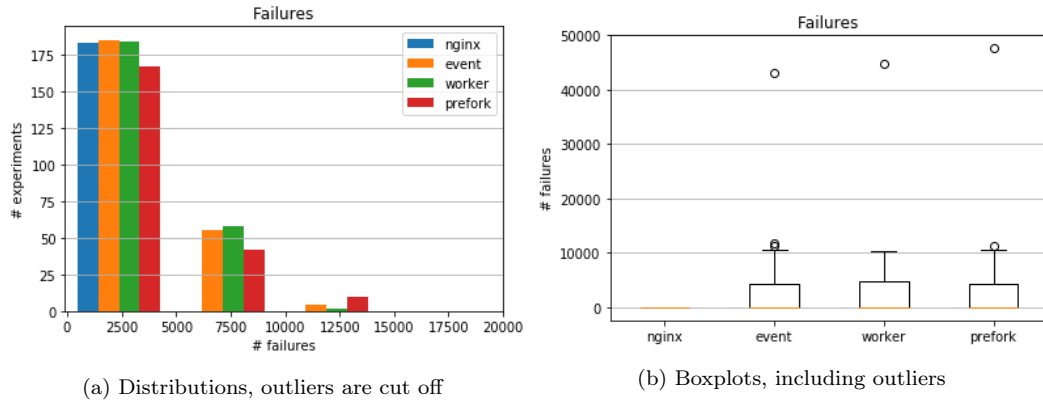 Failures
nginx
event
worker
prefork
# experiments
175
150
125
100
75
50
25
0
0 2500 5000 7500 10000 12500 15000 17500 20000
# failures
(a) Distributions, outliers are cut off
Failures
# failures
50000
40000
30000
20000
10000
0
nginx event worker prefork
(b) Boxplots, including outliers